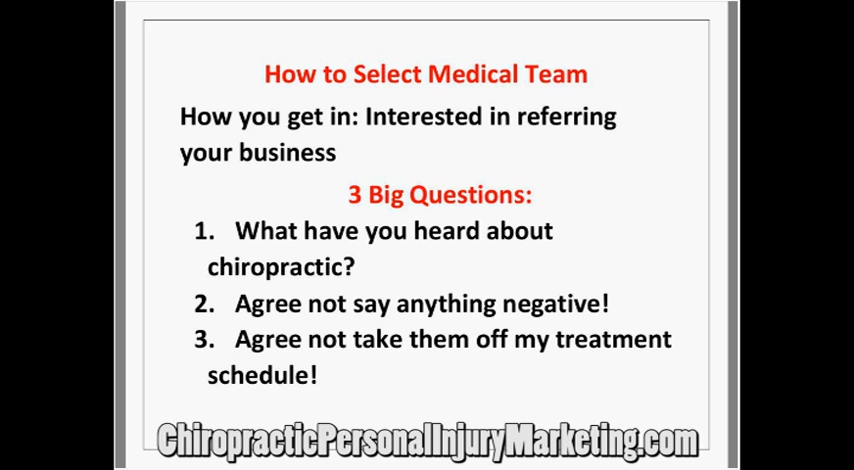 How to Select Medical Team
How you get in: Interested in referring
your business
3 Big Questions:
1. What have you heard about
chiropractic?
2. Agree not say anything negative!
3. Agree not take them off my treatment
schedule!
ChiropracticPersonalInjuryMarketing.com